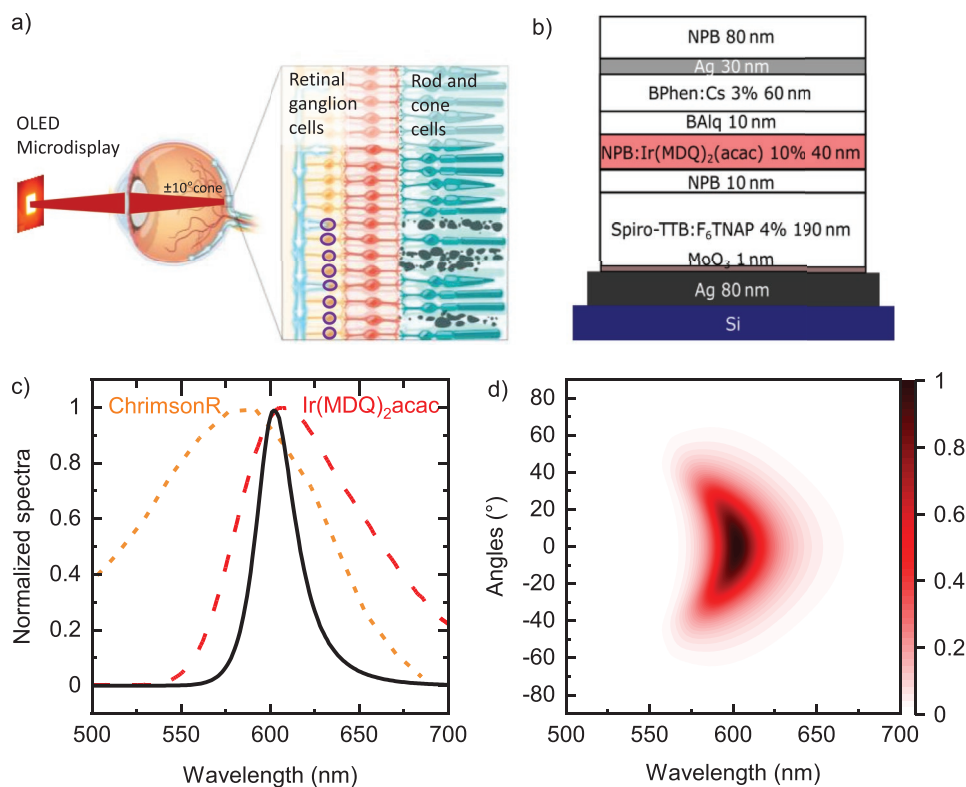 a)
OLED
Microdisplay
±10°cone
Retinal
ganglion
cells
Rod and
cone
cells
b)
NPB 80 nm
Ag 30 nm
BPhen:Cs 3% 60 nm
BAlq 10 nm
NPB:Ir(MDQ)₂(acac) 10% 40 nm
NPB 10 nm
Spiro-TTB:F₆TNAP 4% 190 nm
MoO₃ 1 nm
Ag 80 nm
Si
c)
ChrimsonR
Ir(MDQ)₂acac
1
0.8
0.6
0.4
0.2
0
Normalized spectra
500 550 600 650 700
Wavelength (nm)
d)
80
60
40
20
0
-20
-40
-60
-80
Angles (°)
500 550 600 650 700
Wavelength (nm)
1
0.8
0.6
0.4
0.2
0